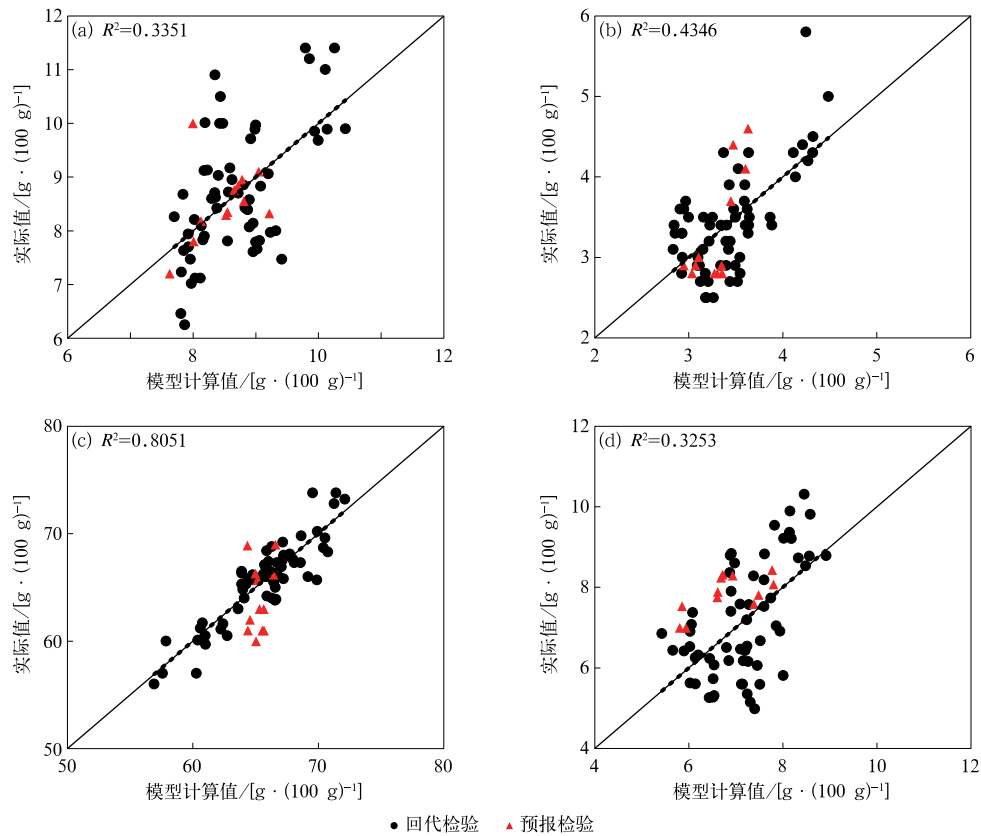 (a) R²=0.3351
12
11
10
9
8
7
6
实际值/[g·(100 g)⁻¹]
6 8 10 12
模型计算值/[g·(100 g)⁻¹]
(b) R²=0.4346
6
5
4
3
2
实际值/[g·(100 g)⁻¹]
2 3 4 5 6
模型计算值/[g·(100 g)⁻¹]
(c) R²=0.8051
80
70
60
50
实际值/[g·(100 g)⁻¹]
50 60 70 80
模型计算值/[g·(100 g)⁻¹]
(d) R²=0.3253
12
10
8
6
4
实际值/[g·(100 g)⁻¹]
4 6 8 10 12
模型计算值/[g·(100 g)⁻¹]
回代检验 预报检验